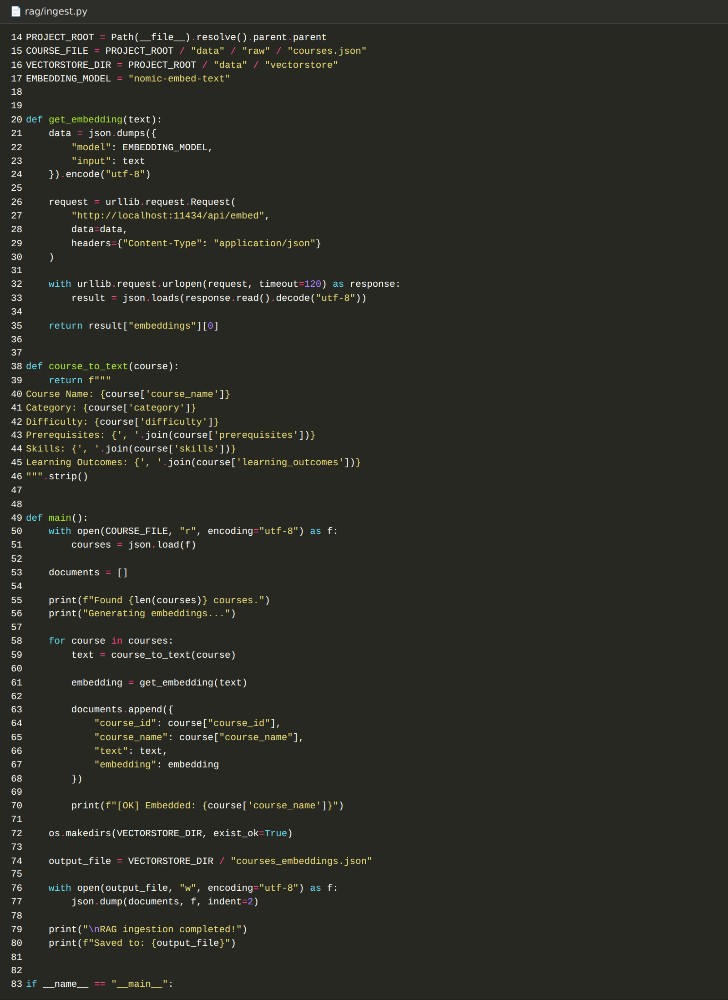 📄 rag/ingest.py
14 PROJECT_ROOT = Path(__file__).resolve().parent.parent
15 COURSE_FILE = PROJECT_ROOT / "data" / "raw" / "courses.json"
16 VECTORSTORE_DIR = PROJECT_ROOT / "data" / "vectorstore"
17 EMBEDDING_MODEL = "nomic-embed-text"
18
19
20 def get_embedding(text):
21     data = json.dumps({
22         "model": EMBEDDING_MODEL,
23         "input": text
24     }).encode("utf-8")
25
26     request = urllib.request.Request(
27         "http://localhost:11434/api/embed",
28         data=data,
29         headers={"Content-Type": "application/json"}
30     )
31
32     with urllib.request.urlopen(request, timeout=120) as response:
33         result = json.loads(response.read().decode("utf-8"))
34
35     return result["embeddings"][0]
36
37
38 def course_to_text(course):
39     return f"""
40 Course Name: {course['course_name']}
41 Category: {course['category']}
42 Difficulty: {course['difficulty']}
43 Prerequisites: {', '.join(course['prerequisites'])}
44 Skills: {', '.join(course['skills'])}
45 Learning Outcomes: {', '.join(course['learning_outcomes'])}
46 """.strip()
47
48
49 def main():
50     with open(COURSE_FILE, "r", encoding="utf-8") as f:
51         courses = json.load(f)
52
53     documents = []
54
55     print(f"Found {len(courses)} courses.")
56     print("Generating embeddings...")
57
58     for course in courses:
59         text = course_to_text(course)
60
61         embedding = get_embedding(text)
62
63         documents.append({
64             "course_id": course["course_id"],
65             "course_name": course["course_name"],
66             "text": text,
67             "embedding": embedding
68         })
69
70         print(f"[OK] Embedded: {course['course_name']}")
71
72     os.makedirs(VECTORSTORE_DIR, exist_ok=True)
73
74     output_file = VECTORSTORE_DIR / "courses_embeddings.json"
75
76     with open(output_file, "w", encoding="utf-8") as f:
77         json.dump(documents, f, indent=2)
78
79     print("\nRAG ingestion completed!")
80     print(f"Saved to: {output_file}")
81
82
83 if __name__ == "__main__":